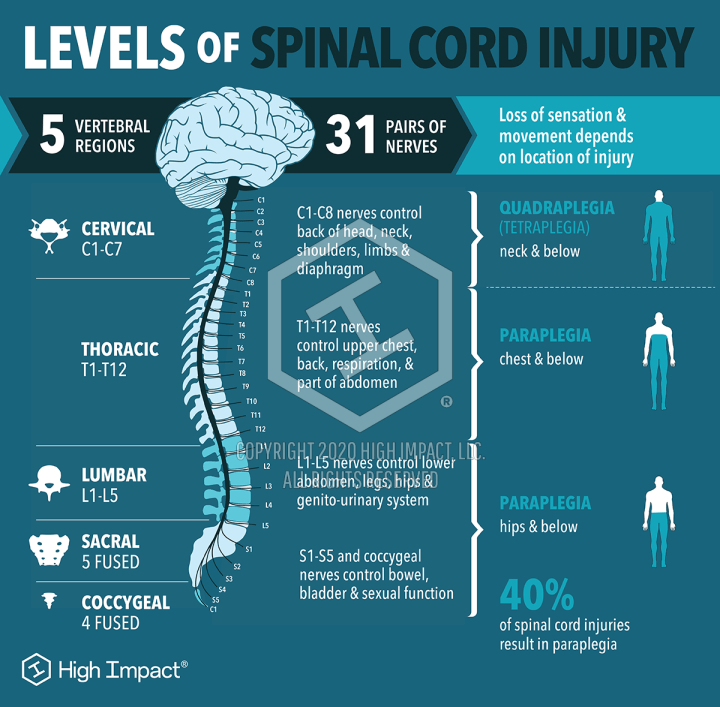 LEVELS OF SPINAL CORD INJURY
5 VERTEBRAL
REGIONS
31 PAIRS OF
NERVES
Loss of sensation &
movement depends
on location of injury
CERVICAL
C1-C7
THORACIC
T1-T12
LUMBAR
L1-L5
SACRAL
5 FUSED
COCCYGEAL
4 FUSED
C1
C2
C3
C4
C5
C6
C7
C8
T1
T2
T3
T4
T5
T6
T7
T8
T9
T10
T11
T12
L1
L2
L3
L4
L5
S1
S2
S3
S4
S5
C1
C1-C8 nerves control
back of head, neck,
shoulders, limbs &
diaphragm
T1-T12 nerves
control upper chest,
back, respiration, &
part of abdomen
®
COPYRIGHT 2020 HIGH IMPACT, LLC.
ALL RIGHTS RESERVED
L1-L5 nerves control lower
abdomen, legs, hips &
genito-urinary system
S1-S5 and coccygeal
nerves control bowel,
bladder & sexual function
QUADRAPLEGIA
(TETRAPLEGIA)
neck & below
PARAPLEGIA
chest & below
PARAPLEGIA
hips & below
40%
of spinal cord injuries
result in paraplegia
High Impact®